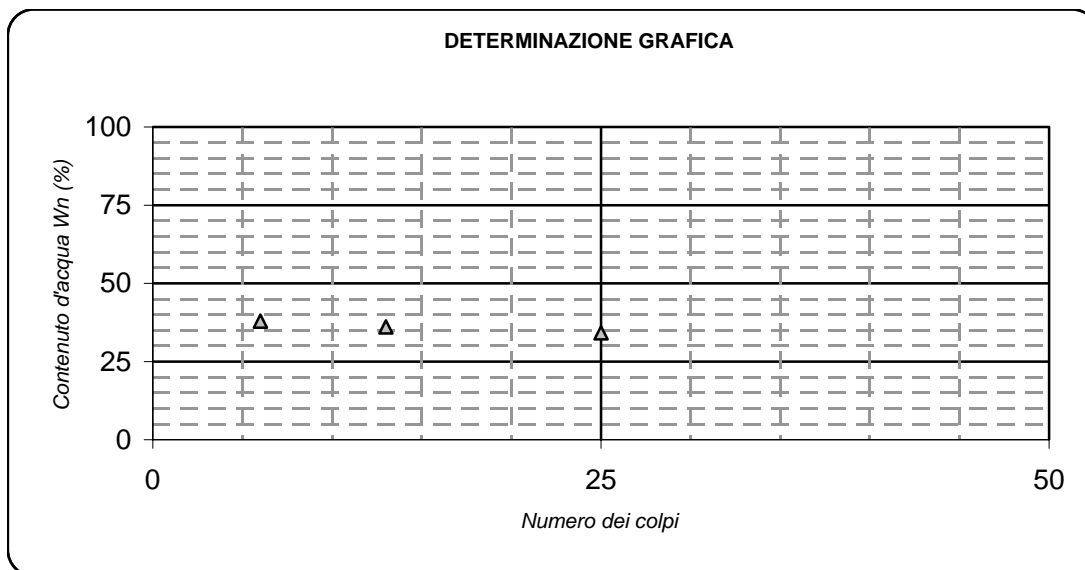 DETERMINAZIONE GRAFICA
Contenuto d'acqua Wn (%)
100
75
50
25
0
0 25 50
Numero dei colpi